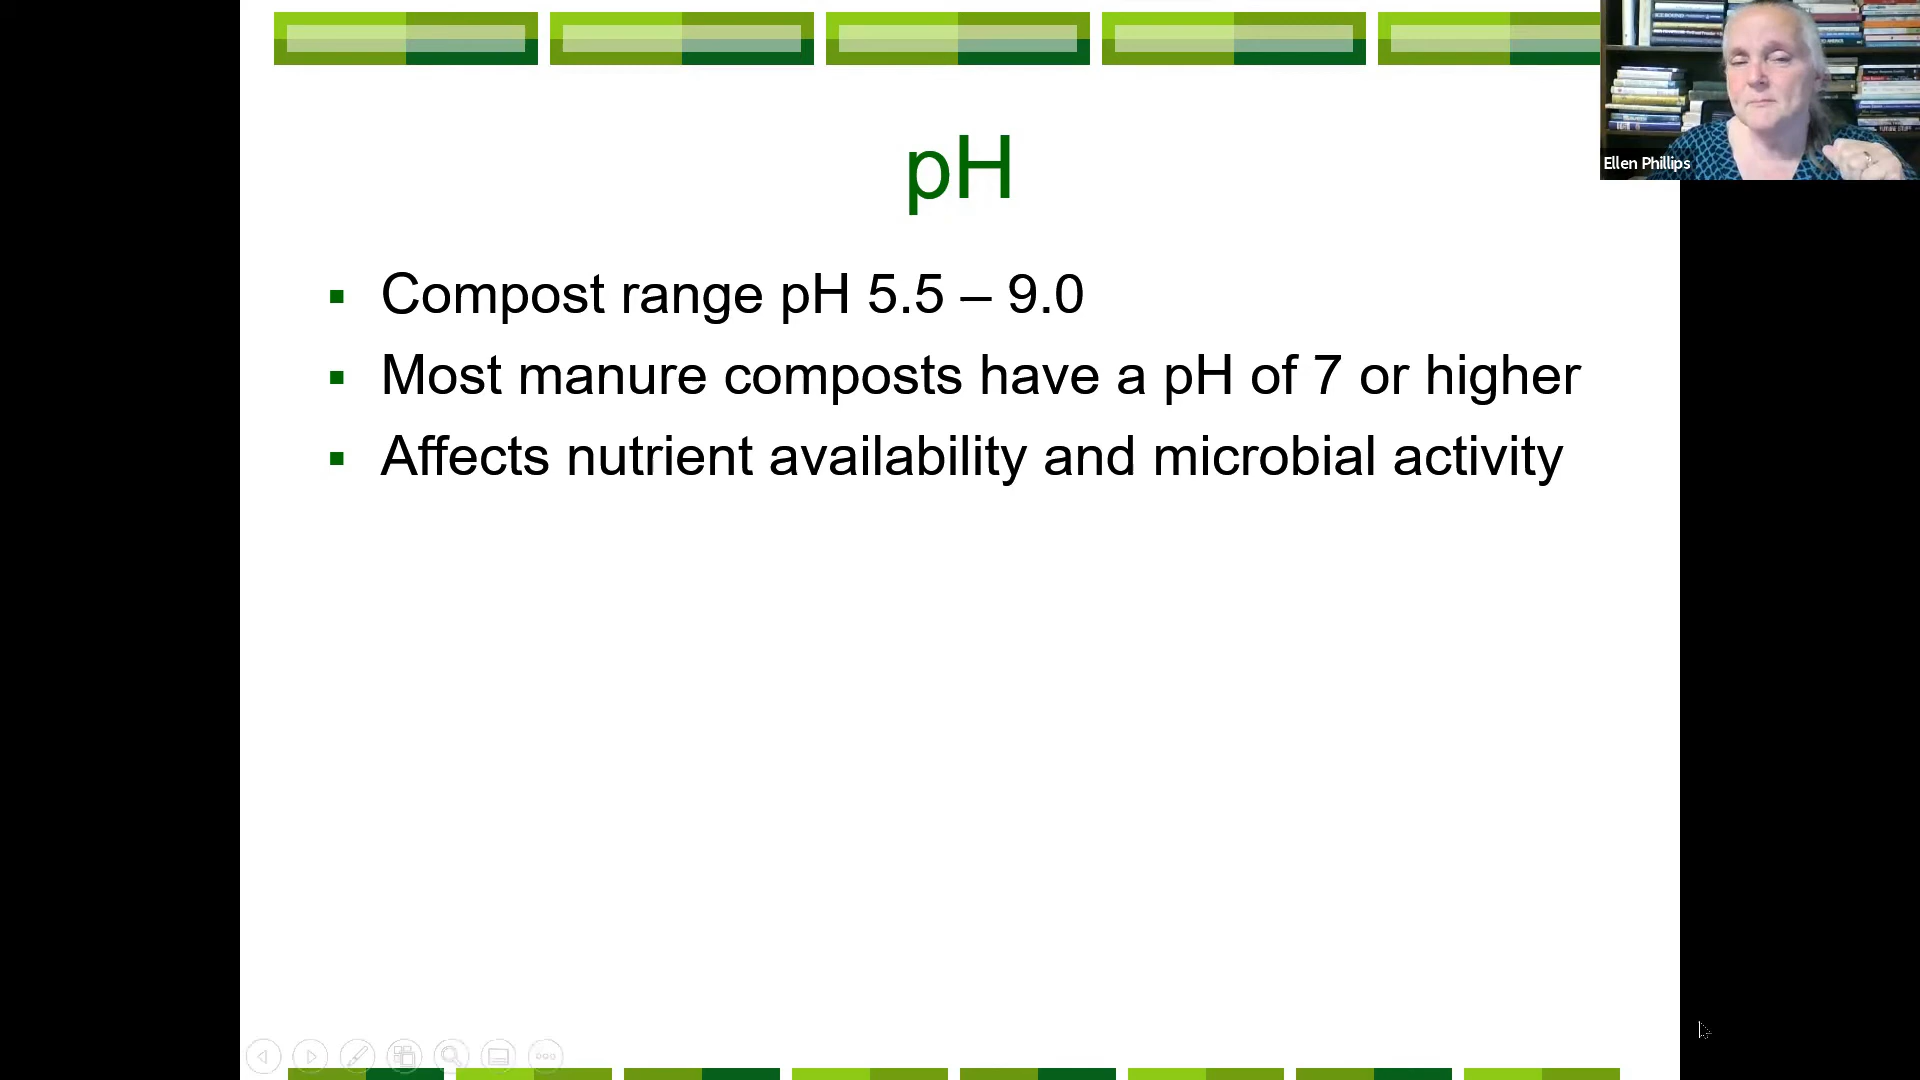 pH
Compost range pH 5.5 – 9.0
Most manure composts have a pH of 7 or higher
Affects nutrient availability and microbial activity
Ellen Phillips